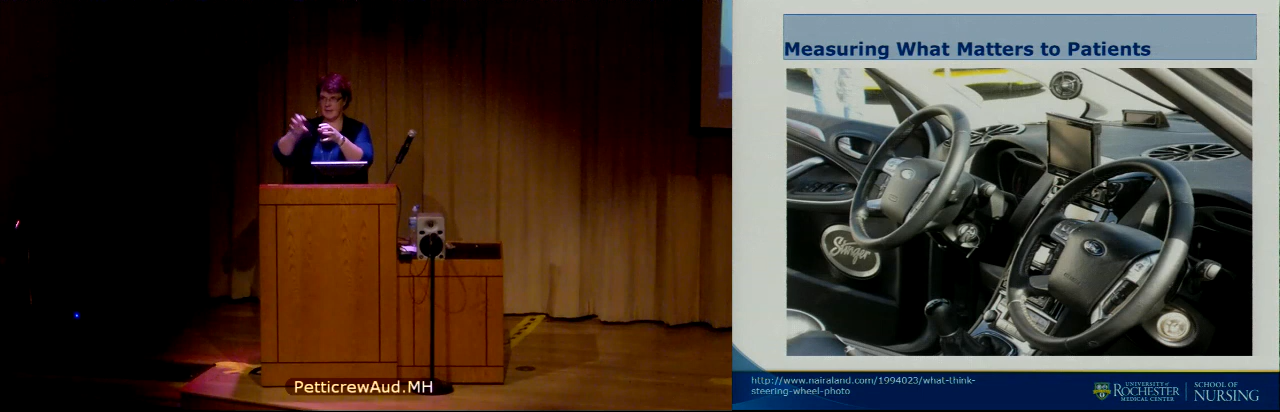 PetticrewAud.MH
Measuring What Matters to Patients
Stinger
Ford
http://www.nairaland.com/1994023/what-think-
steering-wheel-photo
UNIVERSITY of
ROCHESTER
MEDICAL CENTER
SCHOOL OF
NURSING